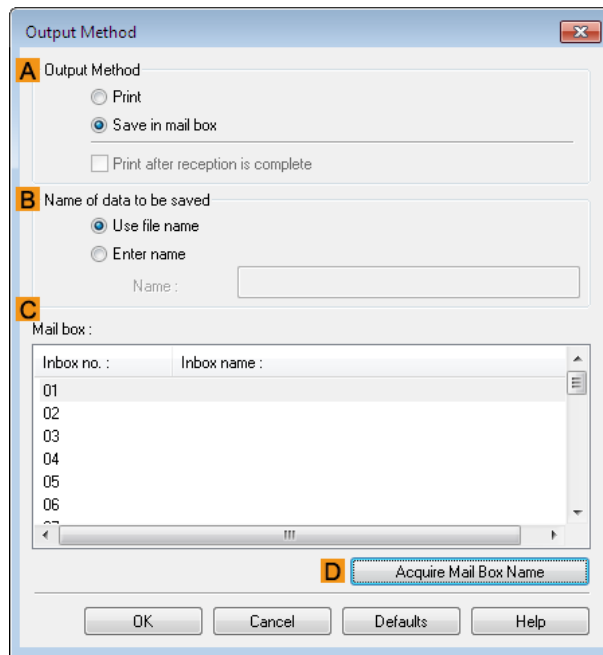 Output Method
A Output Method
Print
Save in mail box
Print after reception is complete
B Name of data to be saved
Use file name
Enter name
Name :
C
Mail box :
Inbox no. : Inbox name :
01
02
03
04
05
06
D Acquire Mail Box Name
OK Cancel Defaults Help